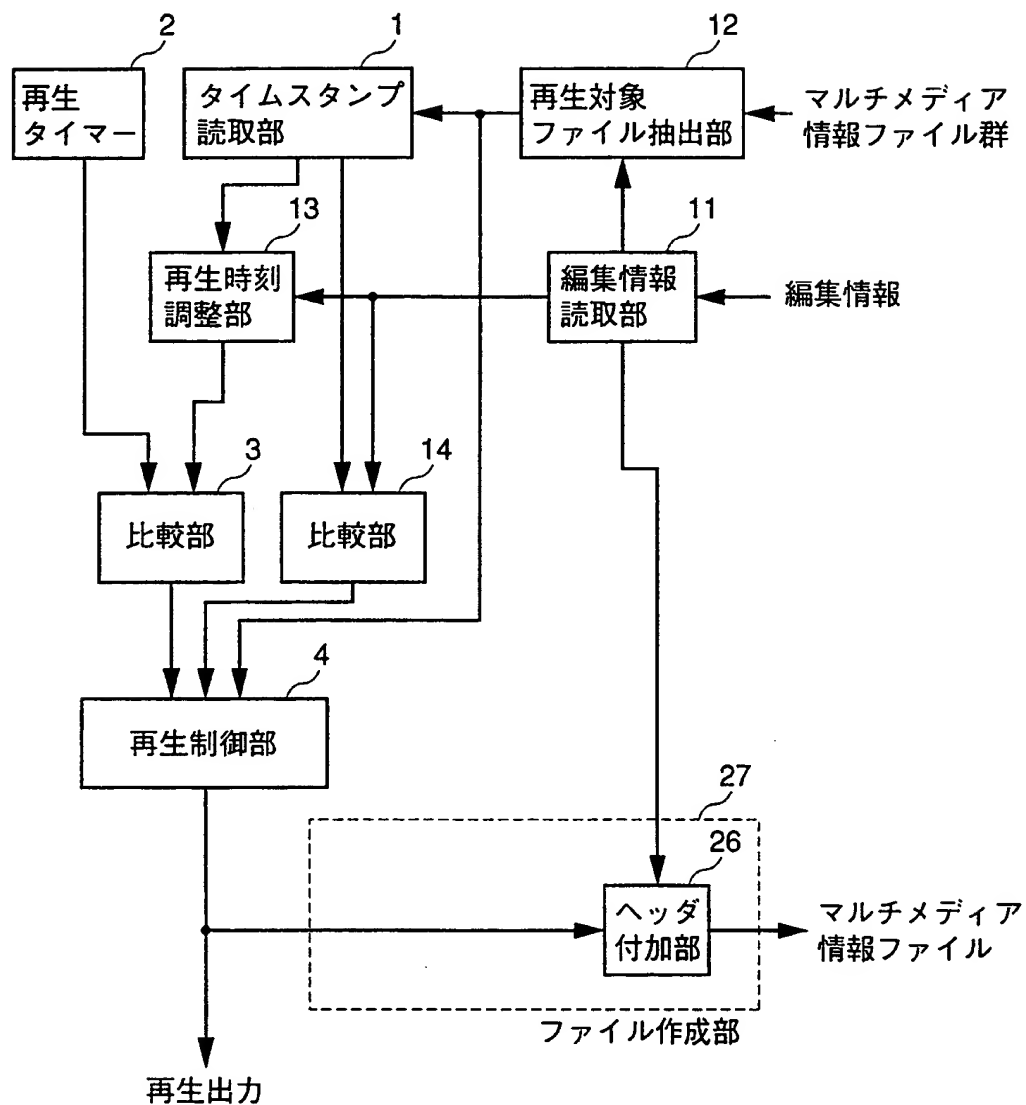 2
1
12
再生
タイマー
タイムスタンプ
読取部
再生対象
ファイル抽出部
マルチメディア
情報ファイル群
13
11
再生時刻
調整部
編集情報
読取部
編集情報
3
14
比較部
比較部
4
再生制御部
27
26
ヘッダ
付加部
マルチメディア
情報ファイル
ファイル作成部
再生出力